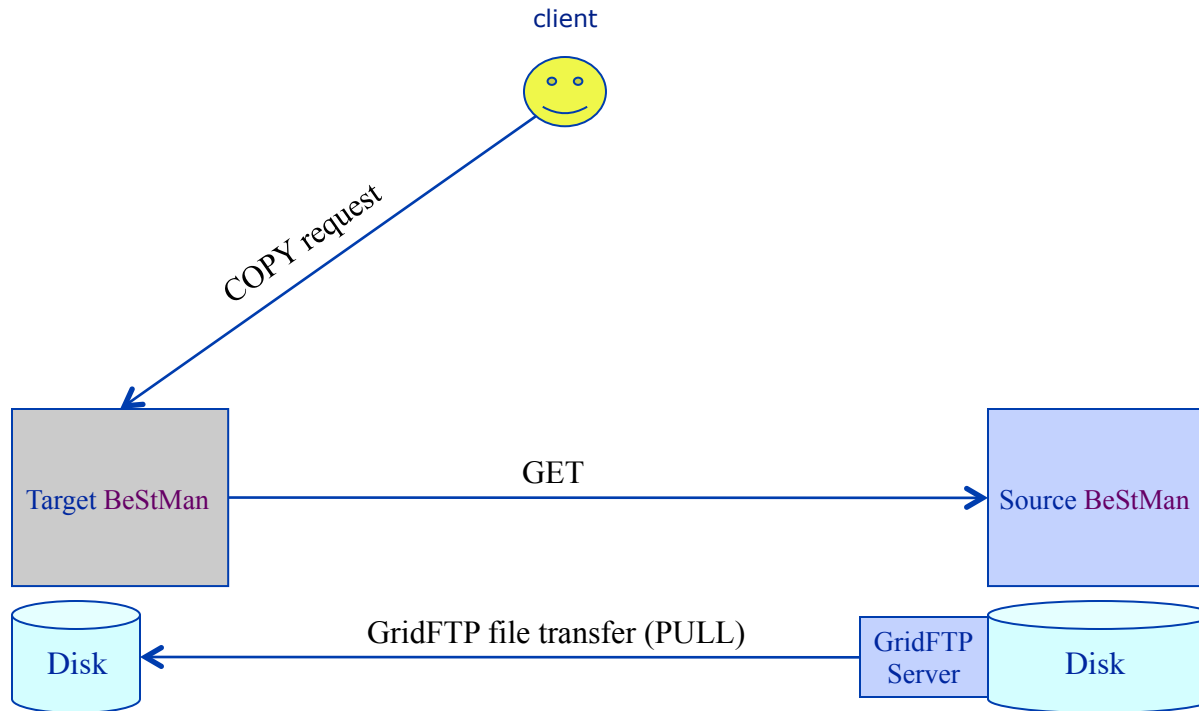 client
COPY request
GET
Target BeStMan
Source BeStMan
GridFTP file transfer (PULL)
GridFTP
Server
Disk
Disk